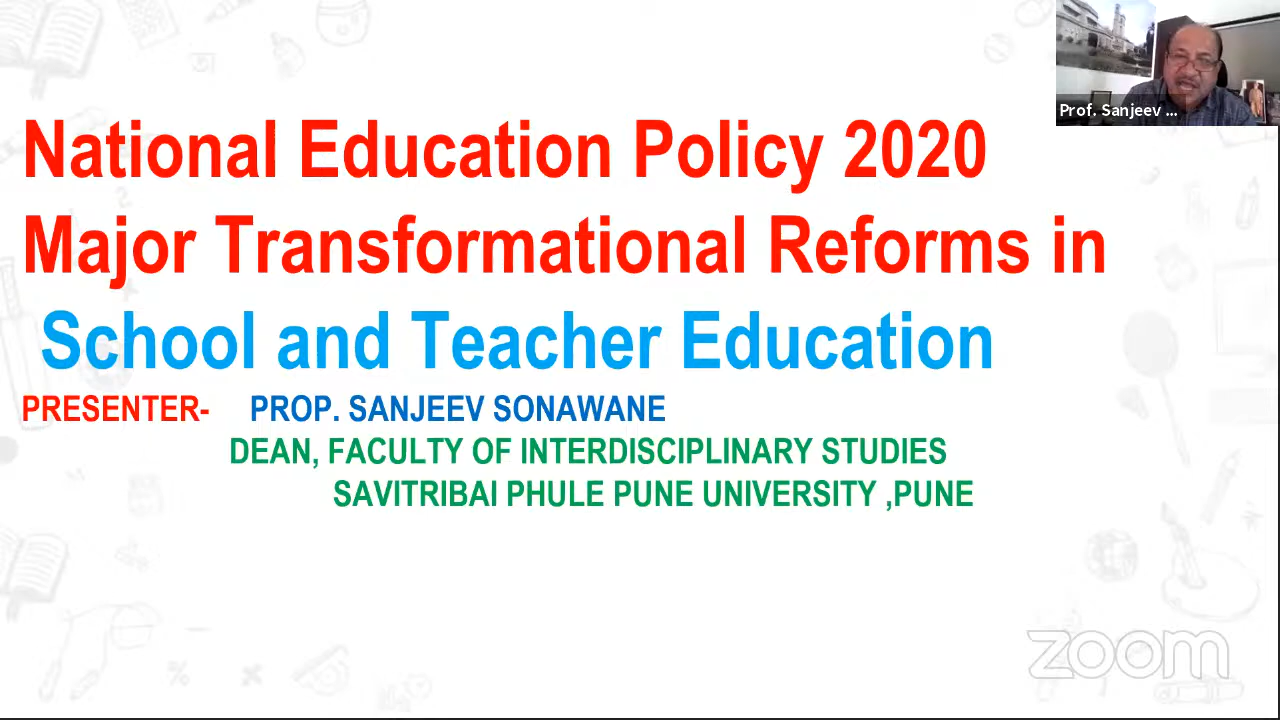 National Education Policy 2020
Major Transformational Reforms in
School and Teacher Education
PRESENTER- PROP. SANJEEV SONAWANE
DEAN, FACULTY OF INTERDISCIPLINARY STUDIES
SAVITRIBAI PHULE PUNE UNIVERSITY ,PUNE
Prof. Sanjeev ...
zoom